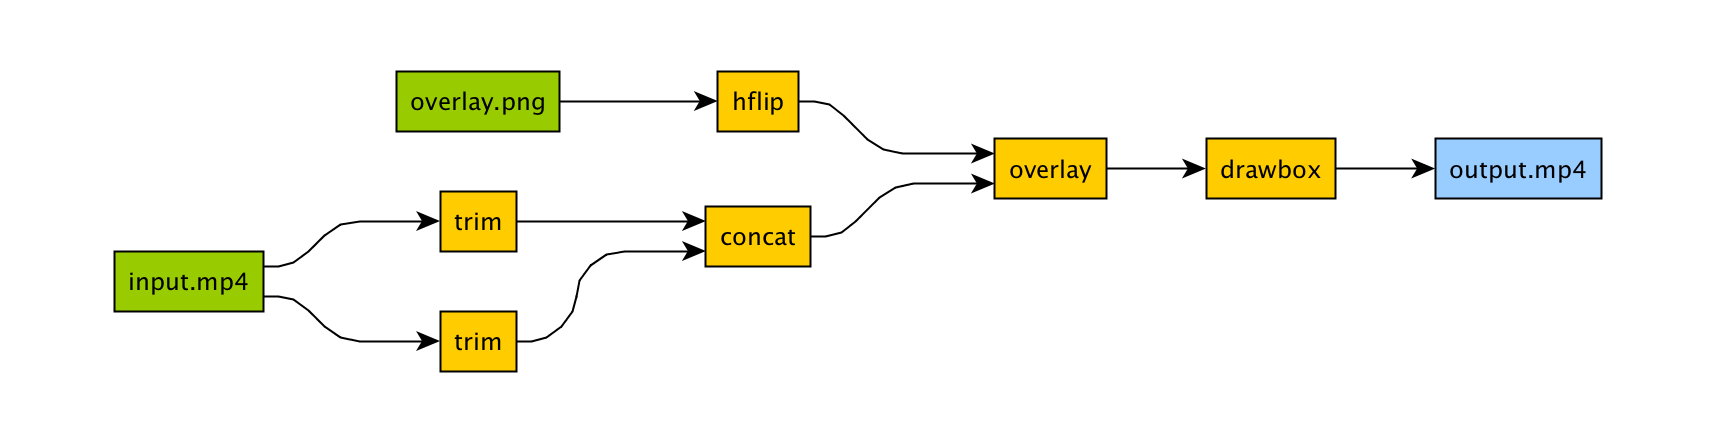 overlay.png
hflip
overlay
drawbox
output.mp4
trim
concat
input.mp4
trim